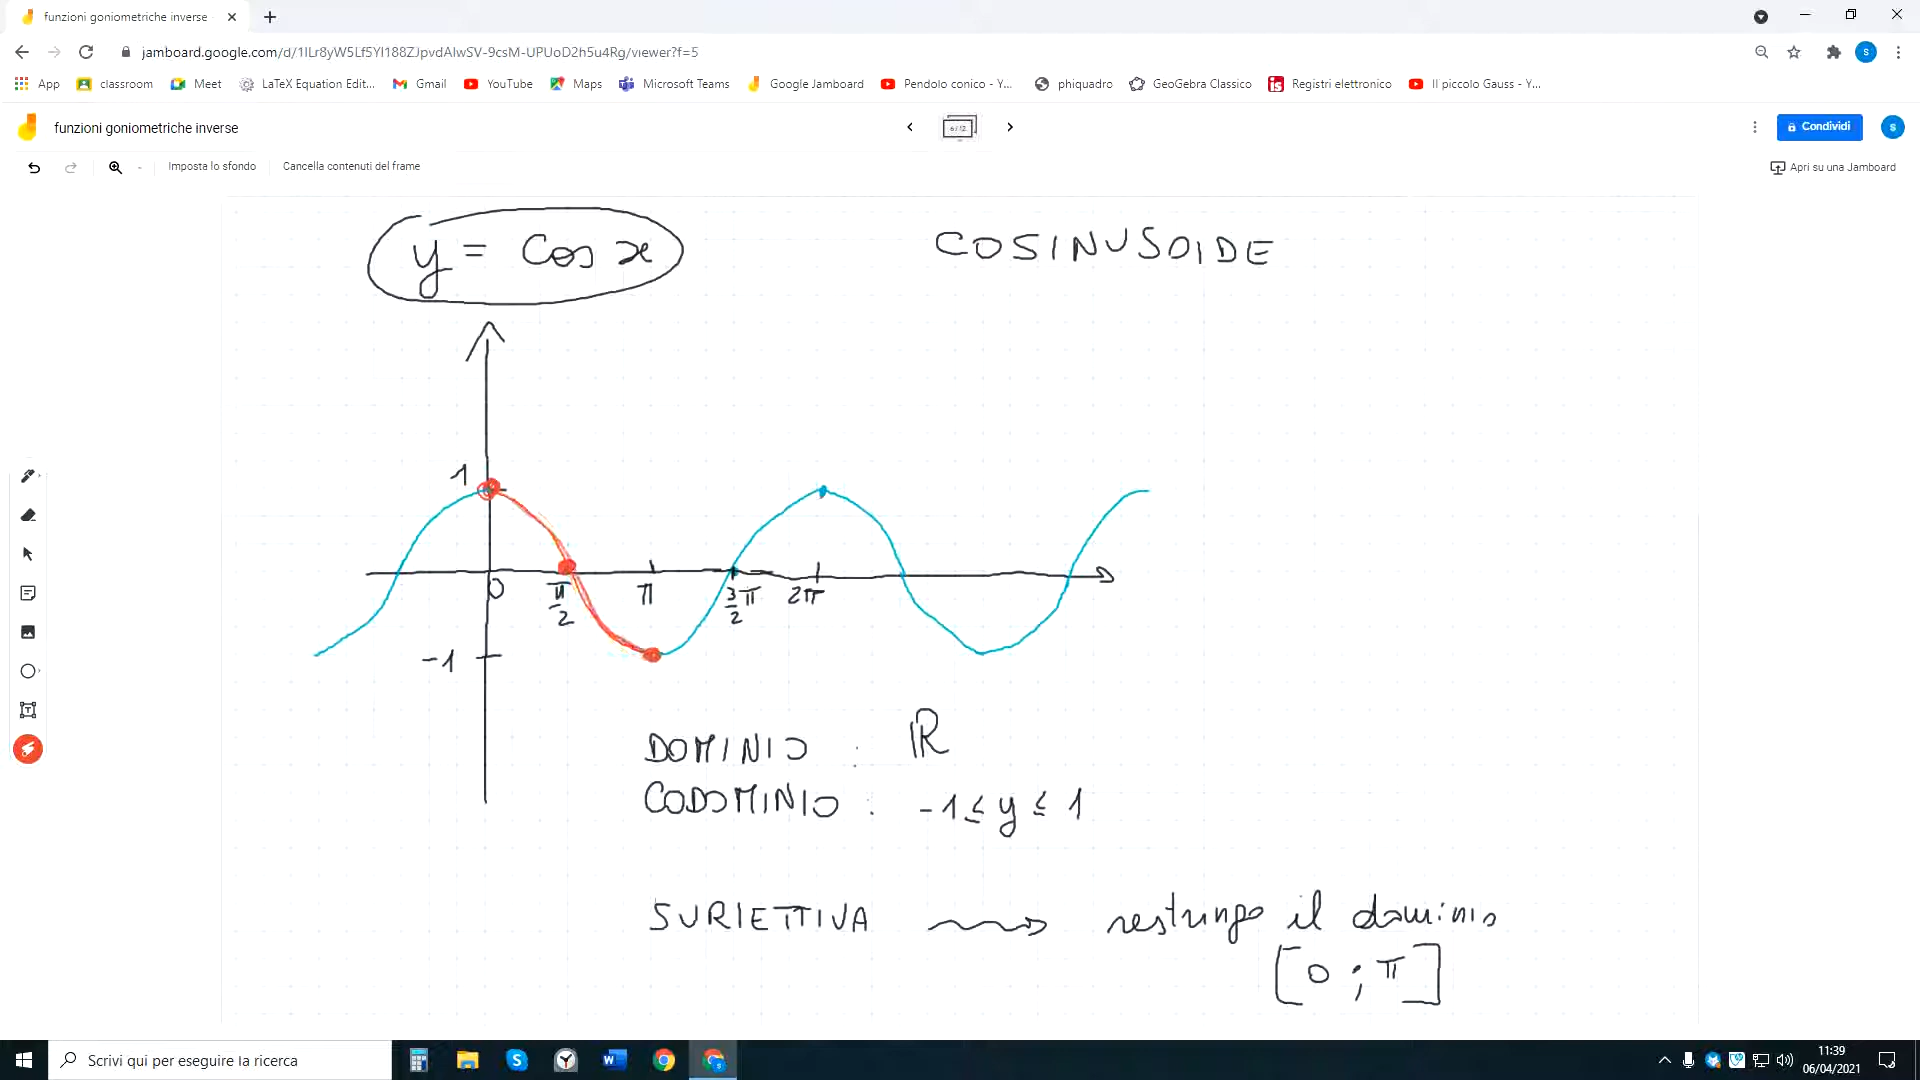 funzioni goniometriche inverse
jamboard.google.com/d/1ILr8yW5Lf5YI188ZJpvdAlwSV-9csM-UPUoD2h5u4Rg/viewer?f=5
App classroom Meet LaTeX Equation Edit... Gmail YouTube Maps Microsoft Teams Google Jamboard Pendolo conico - Y... phiquadro GeoGebra Classico Registri elettronico Il piccolo Gauss - Y...
funzioni goniometriche inverse
6 / 12
Condividi
S
Imposta lo sfondo Cancella contenuti del frame
Apri su una Jamboard
y = cos x COSINUSOIDE
1
0 π/2 π 3/2 π 2π
-1
DOMINIO : ℝ
CODOMINIO : -1 ≤ y ≤ 1
SURIETTIVA restringo il dominio
[0 ; π]
Scrivi qui per eseguire la ricerca
11:39
06/04/2021